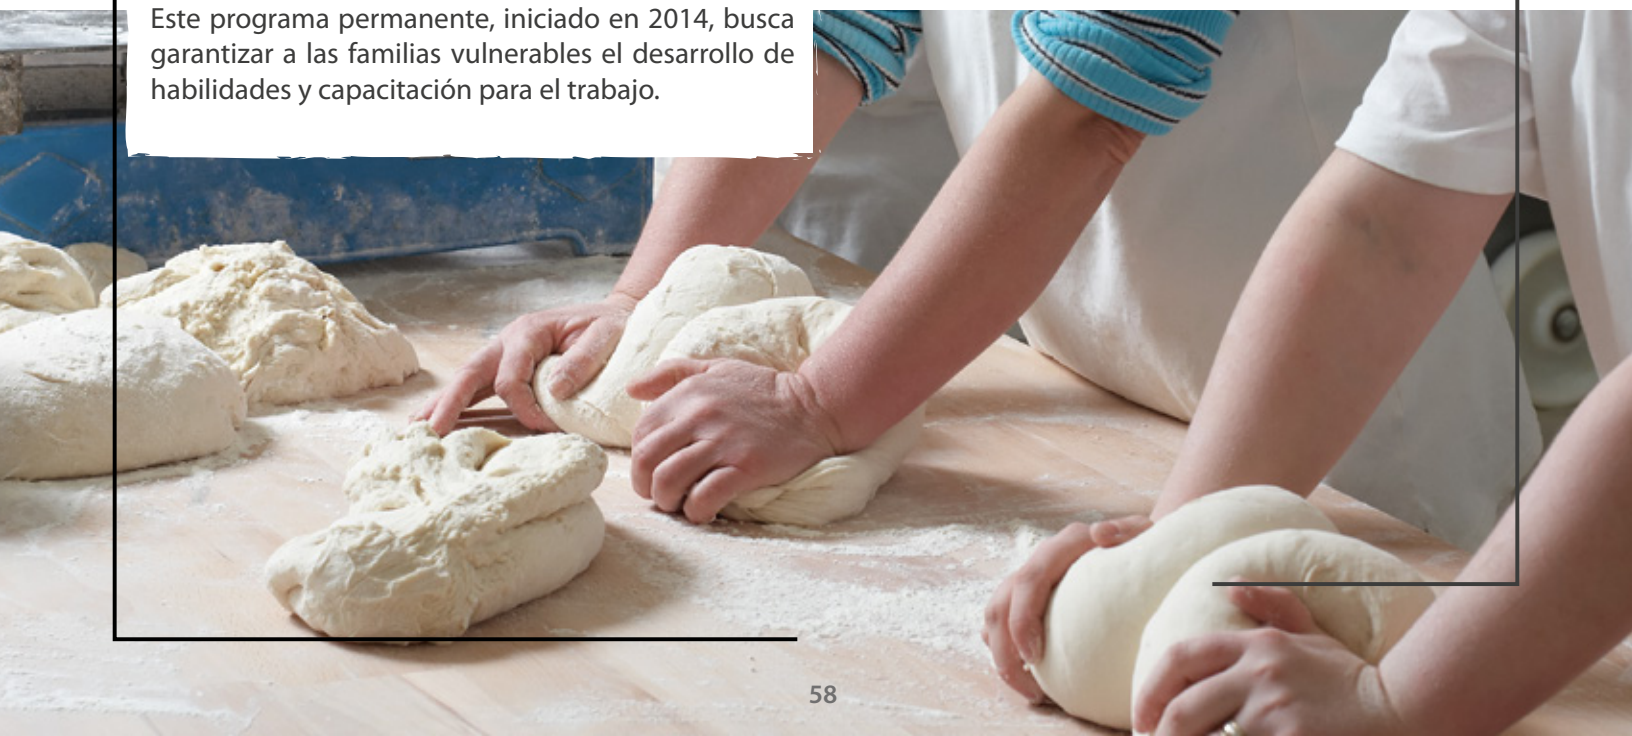 Este programa permanente, iniciado en 2014, busca
garantizar a las familias vulnerables el desarrollo de
habilidades y capacitación para el trabajo.
58